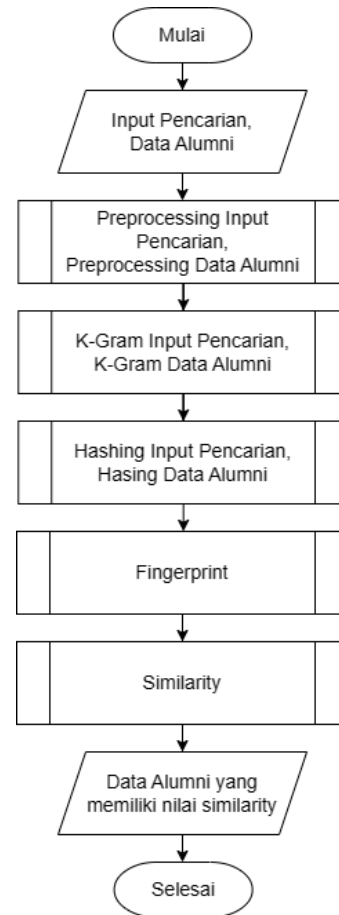 Mulai
Input Pencarian,
Data Alumni
Preprocessing Input
Pencarian,
Preprocessing Data Alumni
K-Gram Input Pencarian,
K-Gram Data Alumni
Hashing Input Pencarian,
Hasing Data Alumni
Fingerprint
Similarity
Data Alumni yang
memiliki nilai similarity
Selesai